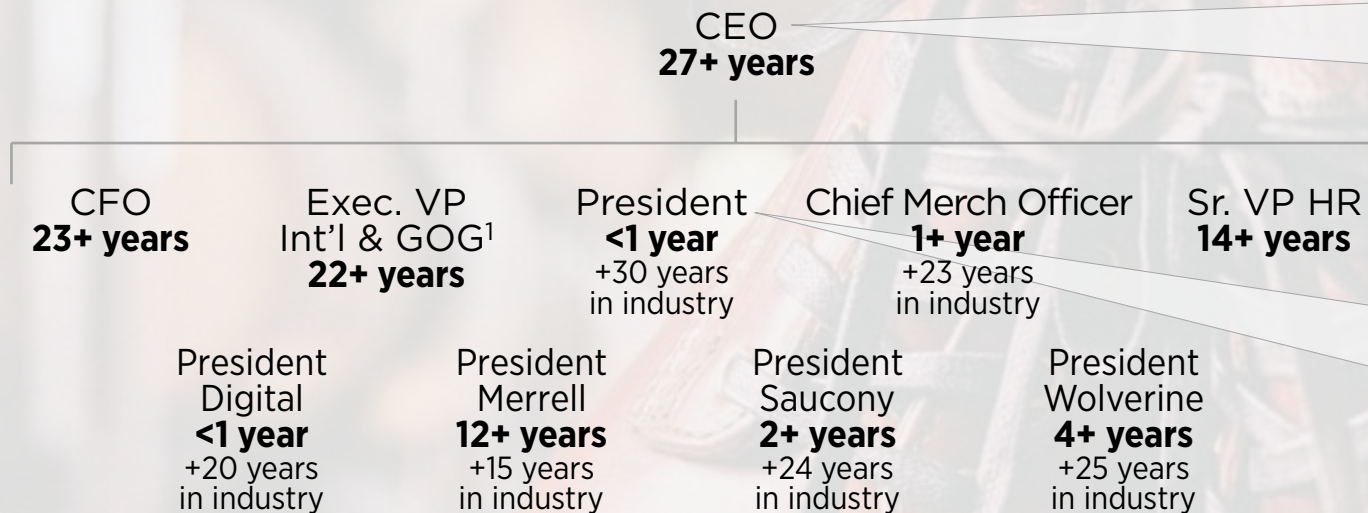 CEO
27+ years
CFO
23+ years
Exec. VP
Int'l & GOG¹
22+ years
President
<1 year
+30 years
in industry
Chief Merch Officer
1+ year
+23 years
in industry
Sr. VP HR
14+ years
President
Digital
<1 year
+20 years
in industry
President
Merrell
12+ years
+15 years
in industry
President
Saucony
2+ years
+24 years
in industry
President
Wolverine
4+ years
+25 years
in industry